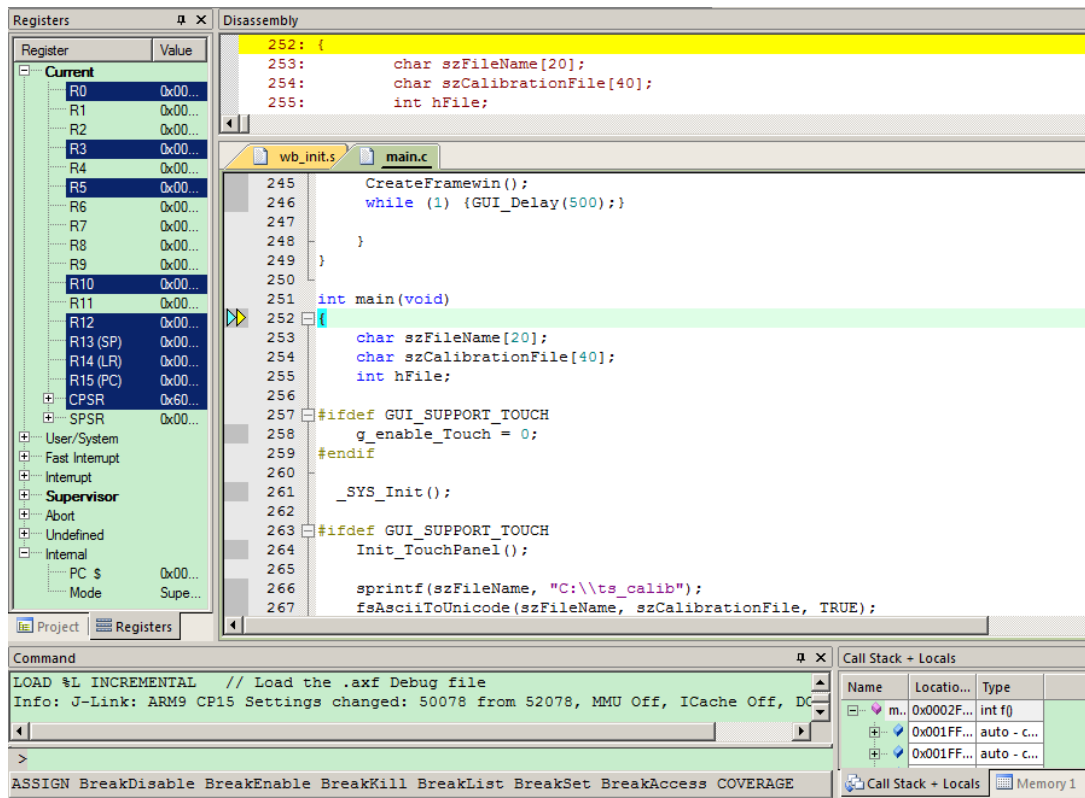 Registers
Register Value
Current
R0 0x00...
R1 0x00...
R2 0x00...
R3 0x00...
R4 0x00...
R5 0x00...
R6 0x00...
R7 0x00...
R8 0x00...
R9 0x00...
R10 0x00...
R11 0x00...
R12 0x00...
R13 (SP) 0x00...
R14 (LR) 0x00...
R15 (PC) 0x00...
CPSR 0x60...
SPSR 0x00...
User/System
Fast Interrupt
Interrupt
Supervisor
Abort
Undefined
Internal
PC $ 0x00...
Mode Supe...
Project Registers
Disassembly
252: {
253: char szFileName[20];
254: char szCalibrationFile[40];
255: int hFile;
wb_init.s main.c
245 CreateFramewin();
246 while (1) {GUI_Delay(500);}
247
248 }
249 }
250
251 int main(void)
252 {
253 char szFileName[20];
254 char szCalibrationFile[40];
255 int hFile;
256
257 #ifdef GUI_SUPPORT_TOUCH
258 g_enable_Touch = 0;
259 #endif
260
261 _SYS_Init();
262
263 #ifdef GUI_SUPPORT_TOUCH
264 Init_TouchPanel();
265
266 sprintf(szFileName, "C:\\ts_calib");
267 fsAsciiToUnicode(szFileName, szCalibrationFile, TRUE);
Command
LOAD %L INCREMENTAL // Load the .axf Debug file
Info: J-Link: ARM9 CP15 Settings changed: 50078 from 52078, MMU Off, ICache Off, DC
>
ASSIGN BreakDisable BreakEnable BreakKill BreakList BreakSet BreakAccess COVERAGE
Call Stack + Locals
Name Locatio... Type
m.. 0x0002F... int f()
0x001FF... auto - c...
0x001FF... auto - c...
Call Stack + Locals Memory 1